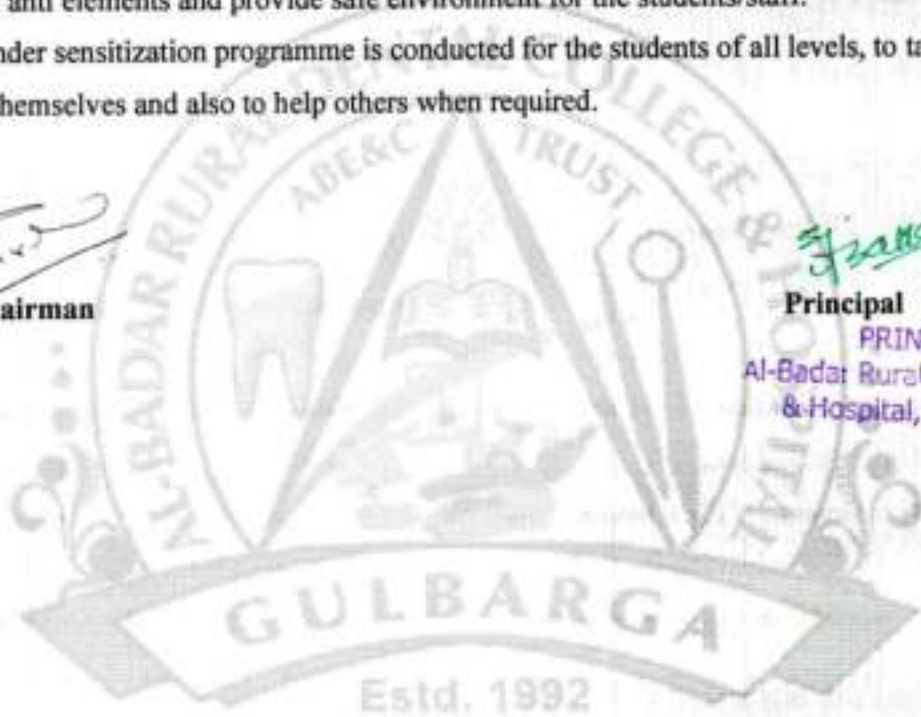 anti elements and provide safe environment for the students/staff.
nder sensitization programme is conducted for the students of all levels, to ta
hemselves and also to help others when required.
airman
Principal
PRIN
Al-Badar Rural
& Hospital,
AL-BADAR RURAL DENTAL COLLEGE & HOSPITAL
ABE&C TRUST
GULBARGA
Estd. 1992